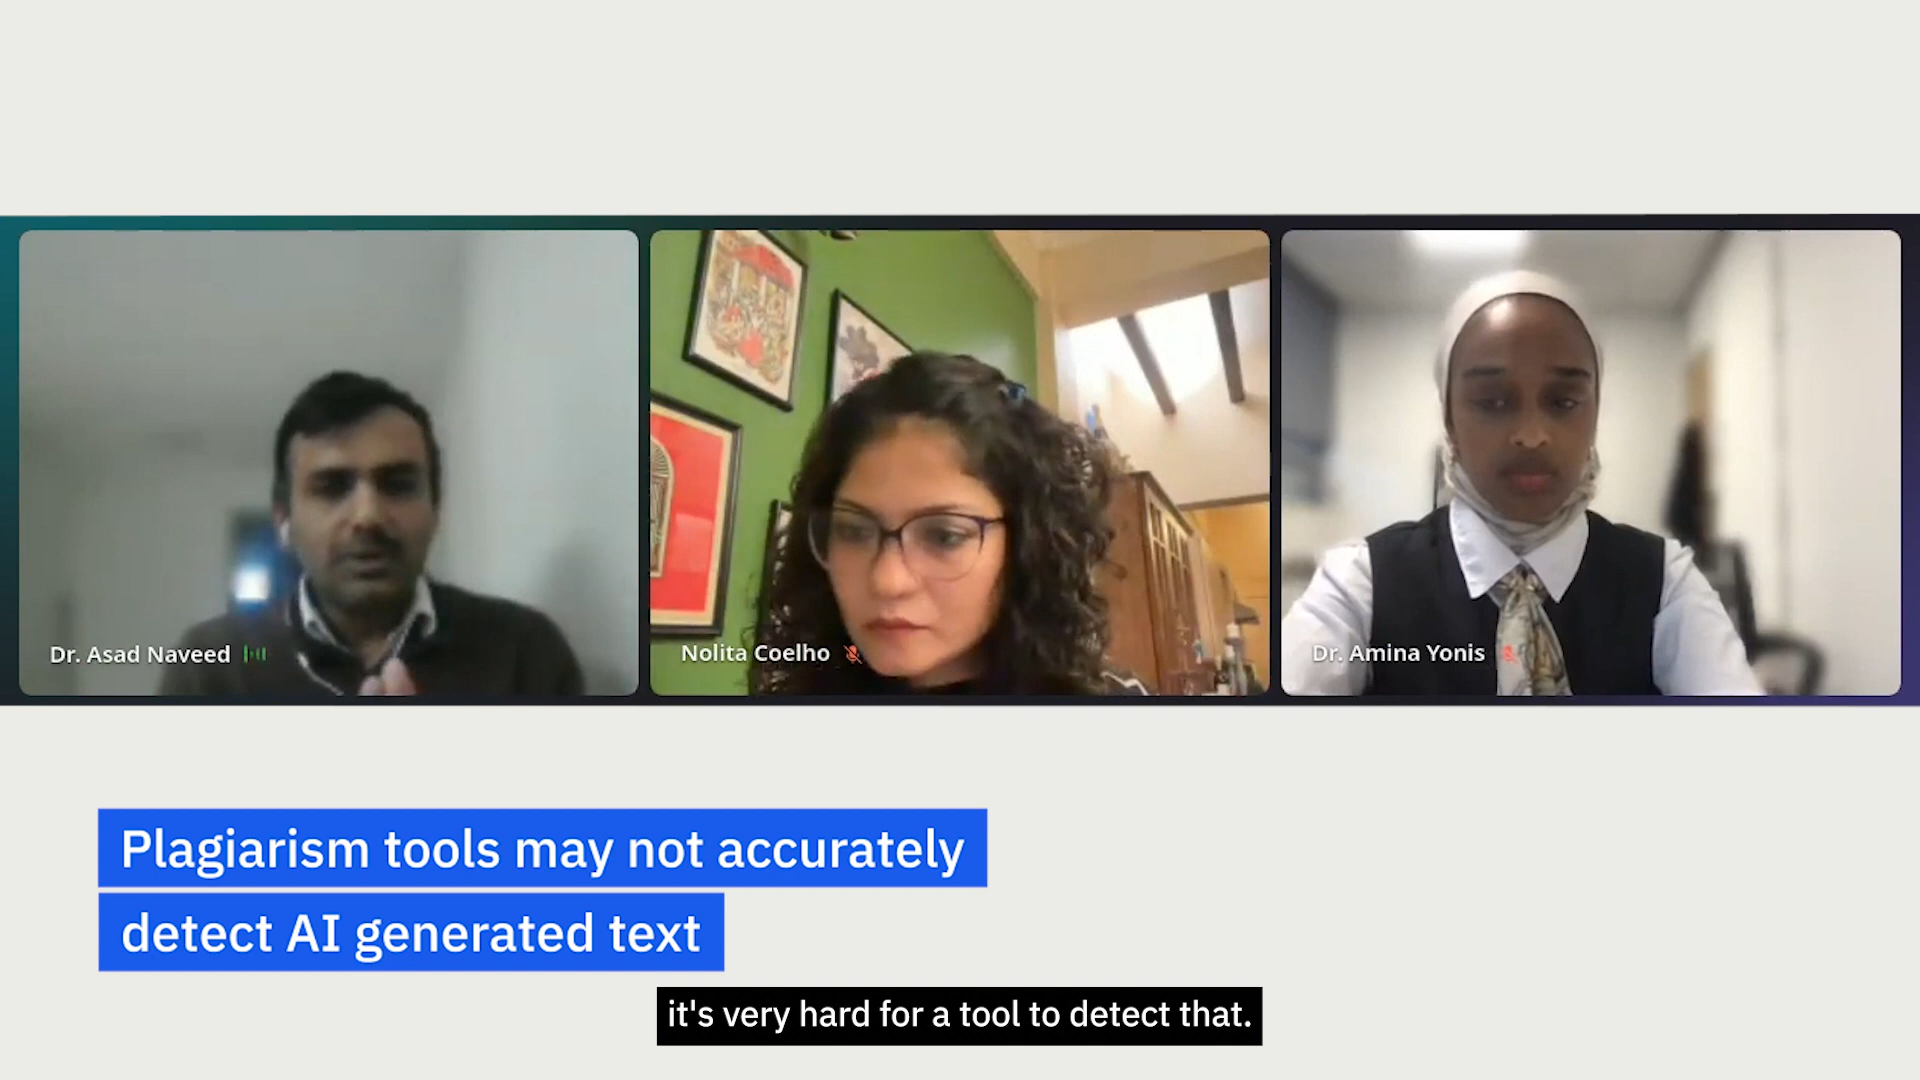 Dr. Asad Naveed
Nolita Coelho
Dr. Amina Yonis
Plagiarism tools may not accurately
detect AI generated text
it's very hard for a tool to detect that.